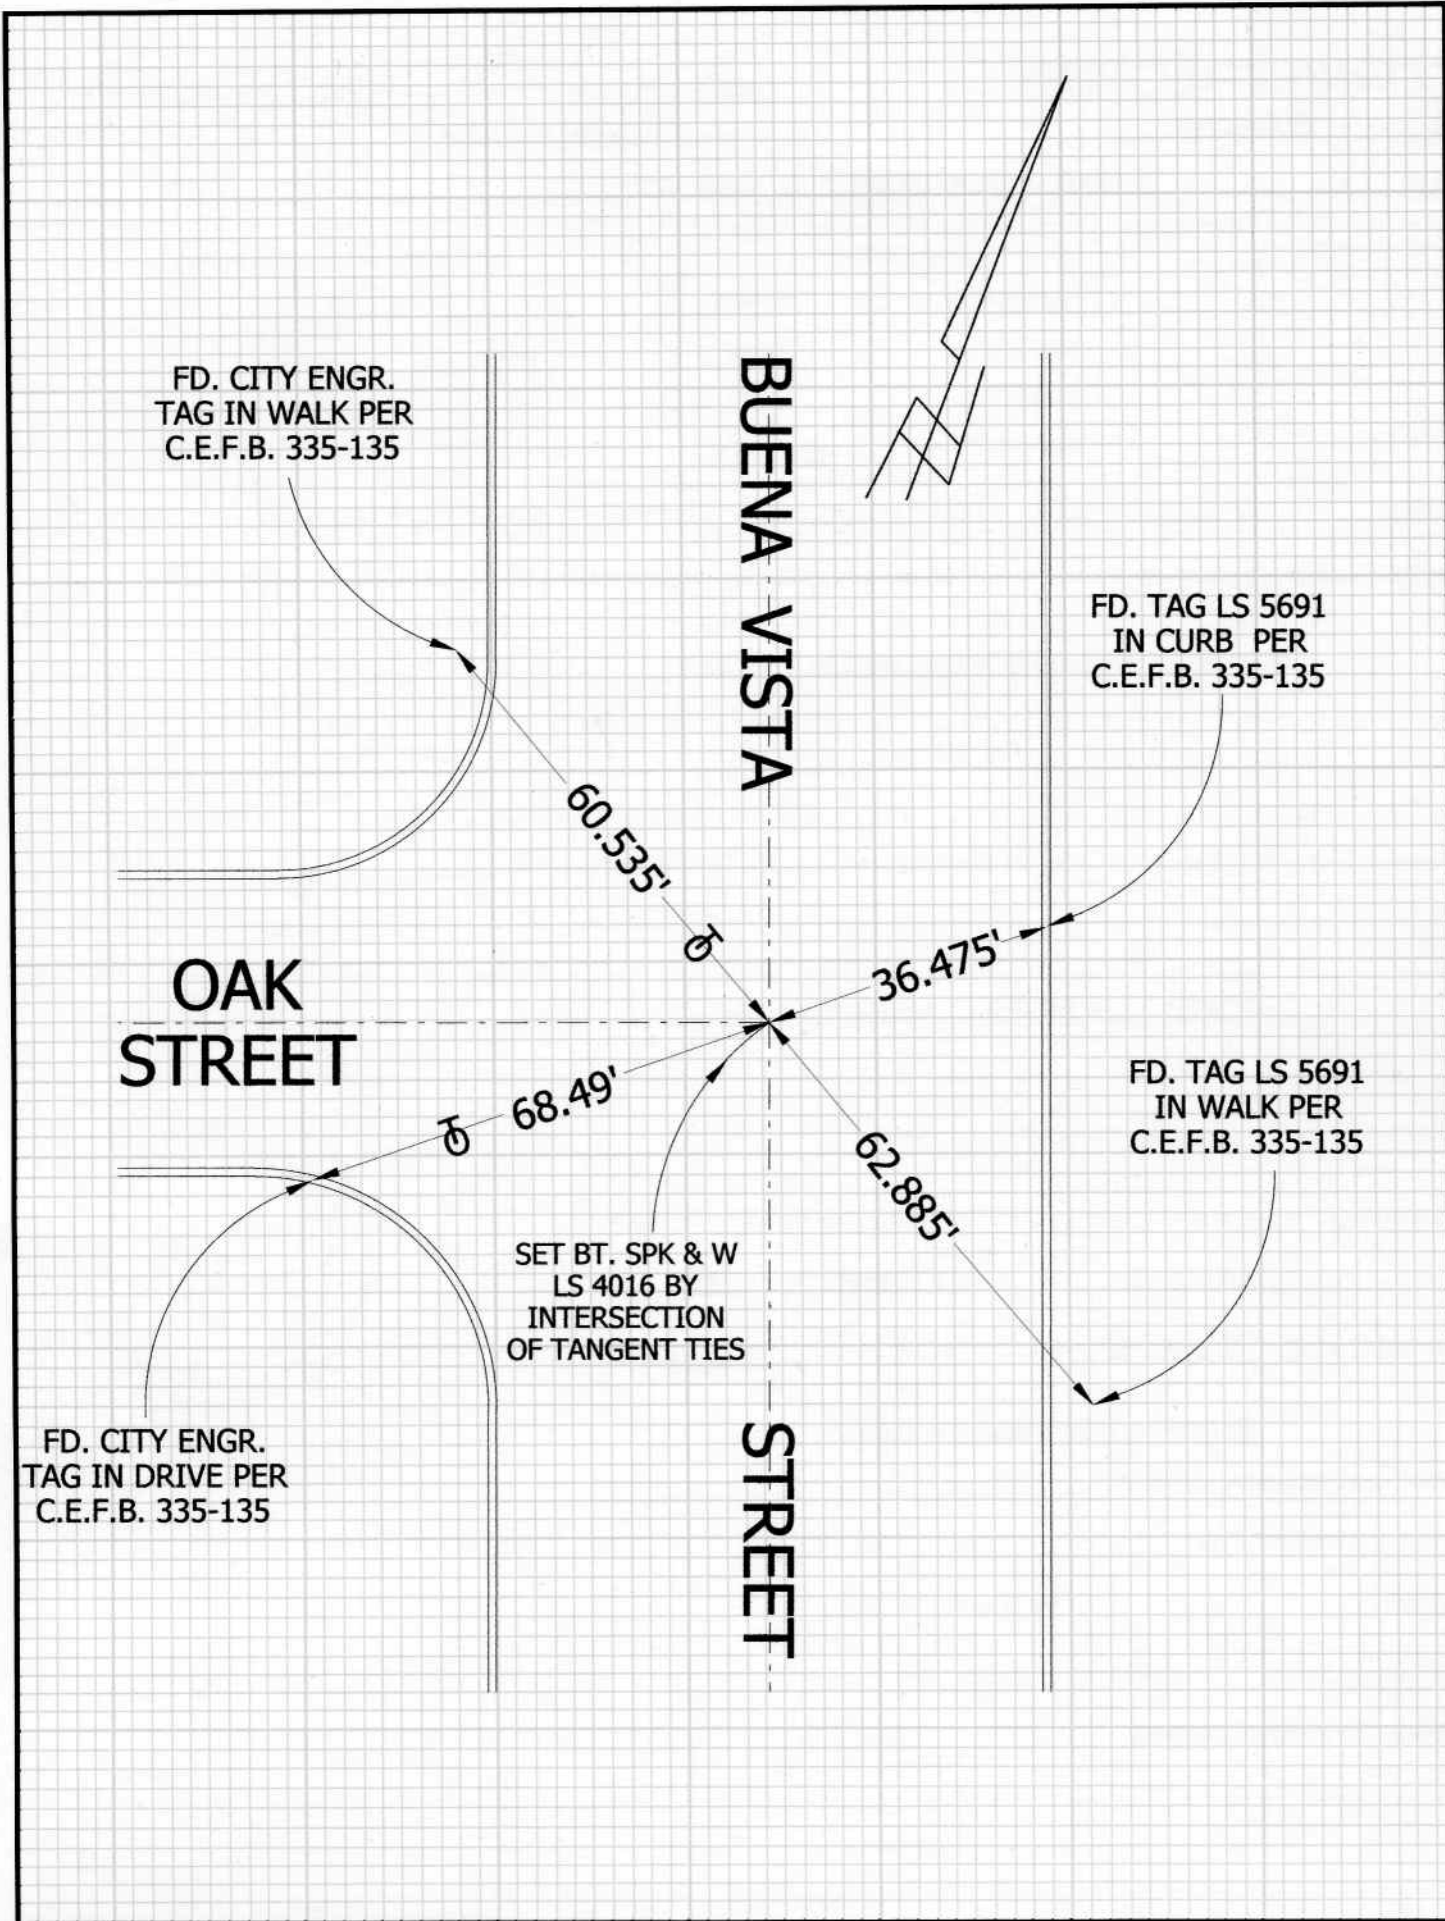 FD. CITY ENGR.
TAG IN WALK PER
C.E.F.B. 335-135
BUENA VISTA
FD. TAG LS 5691
IN CURB PER
C.E.F.B. 335-135
60.535'
36.475'
OAK
STREET
68.49'
62.885'
FD. TAG LS 5691
IN WALK PER
C.E.F.B. 335-135
SET BT. SPK & W
LS 4016 BY
INTERSECTION
OF TANGENT TIES
FD. CITY ENGR.
TAG IN DRIVE PER
C.E.F.B. 335-135
STREET